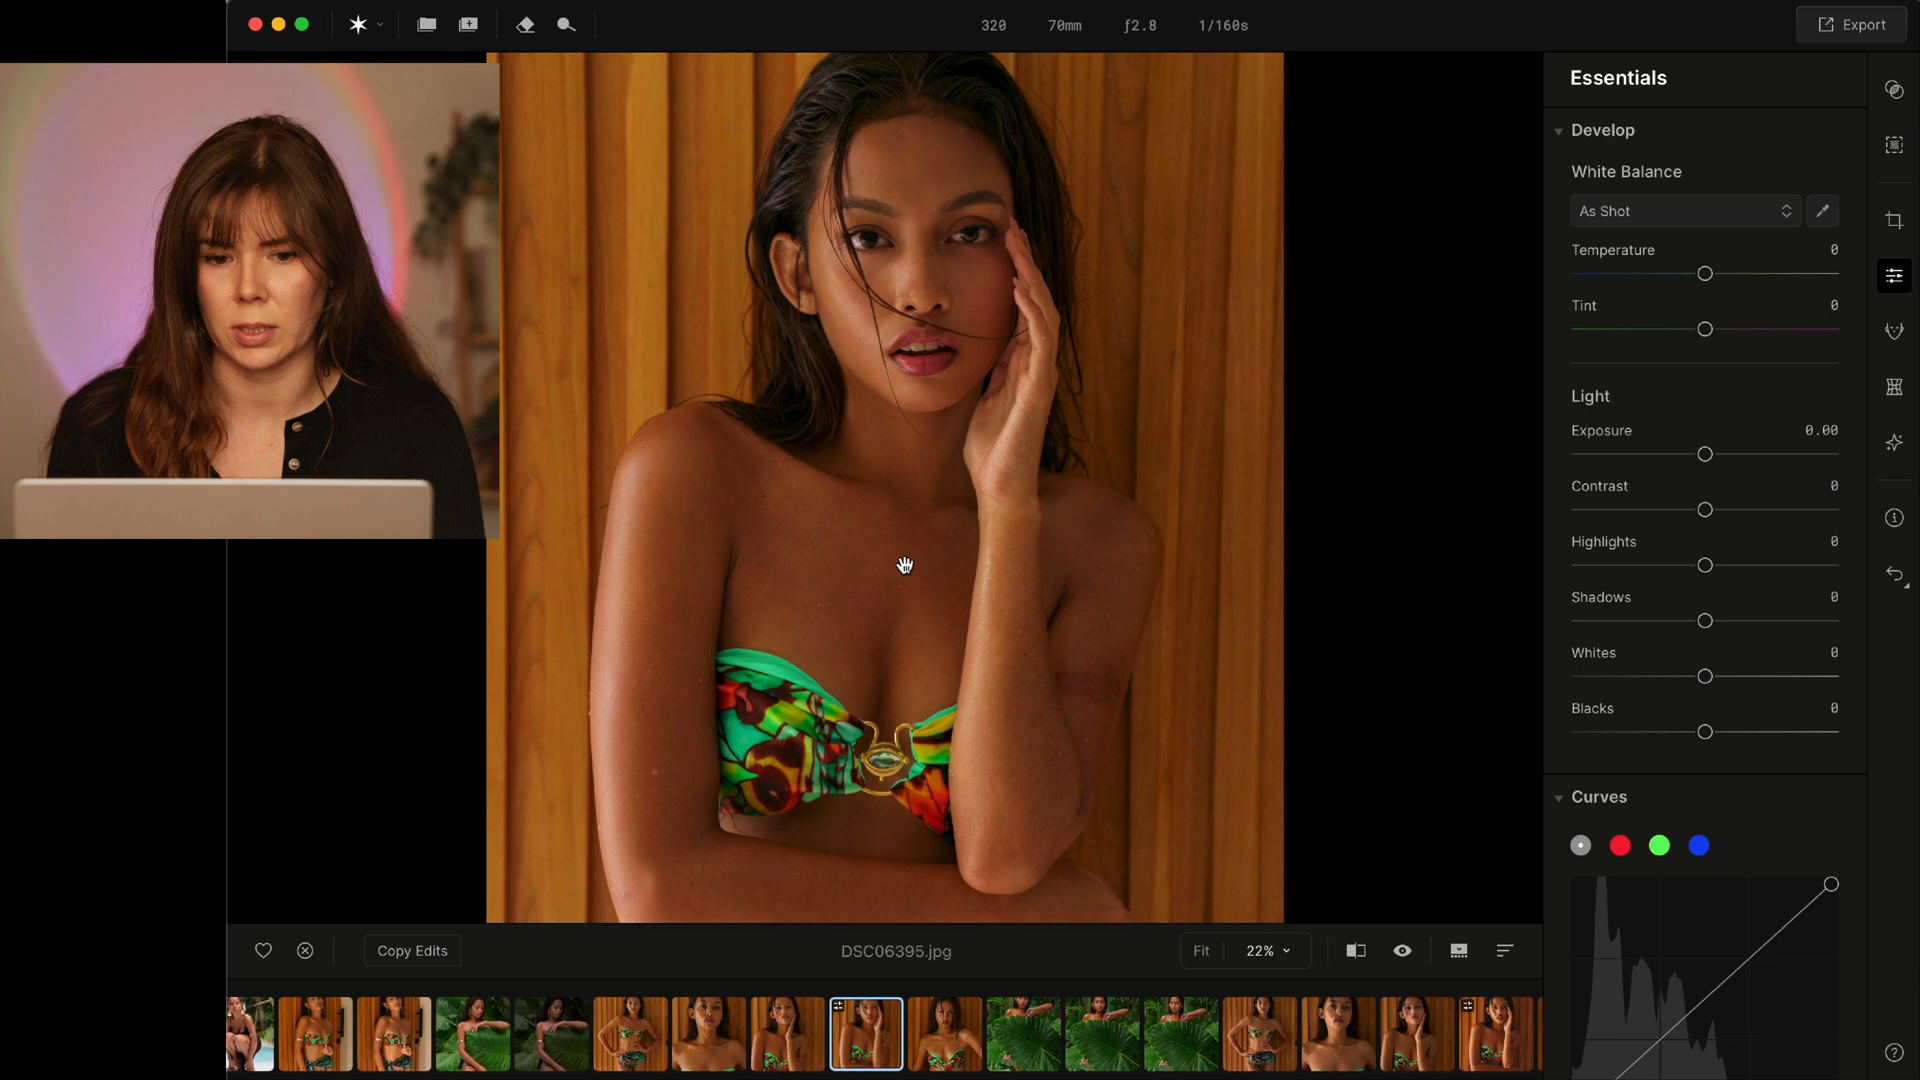 320 70mm ƒ2.8 1/160s
Export
Essentials
Develop
White Balance
As Shot
Temperature 0
Tint 0
Light
Exposure 0.00
Contrast 0
Highlights 0
Shadows 0
Whites 0
Blacks 0
Curves
Copy Edits
DSC06395.jpg
Fit 22%